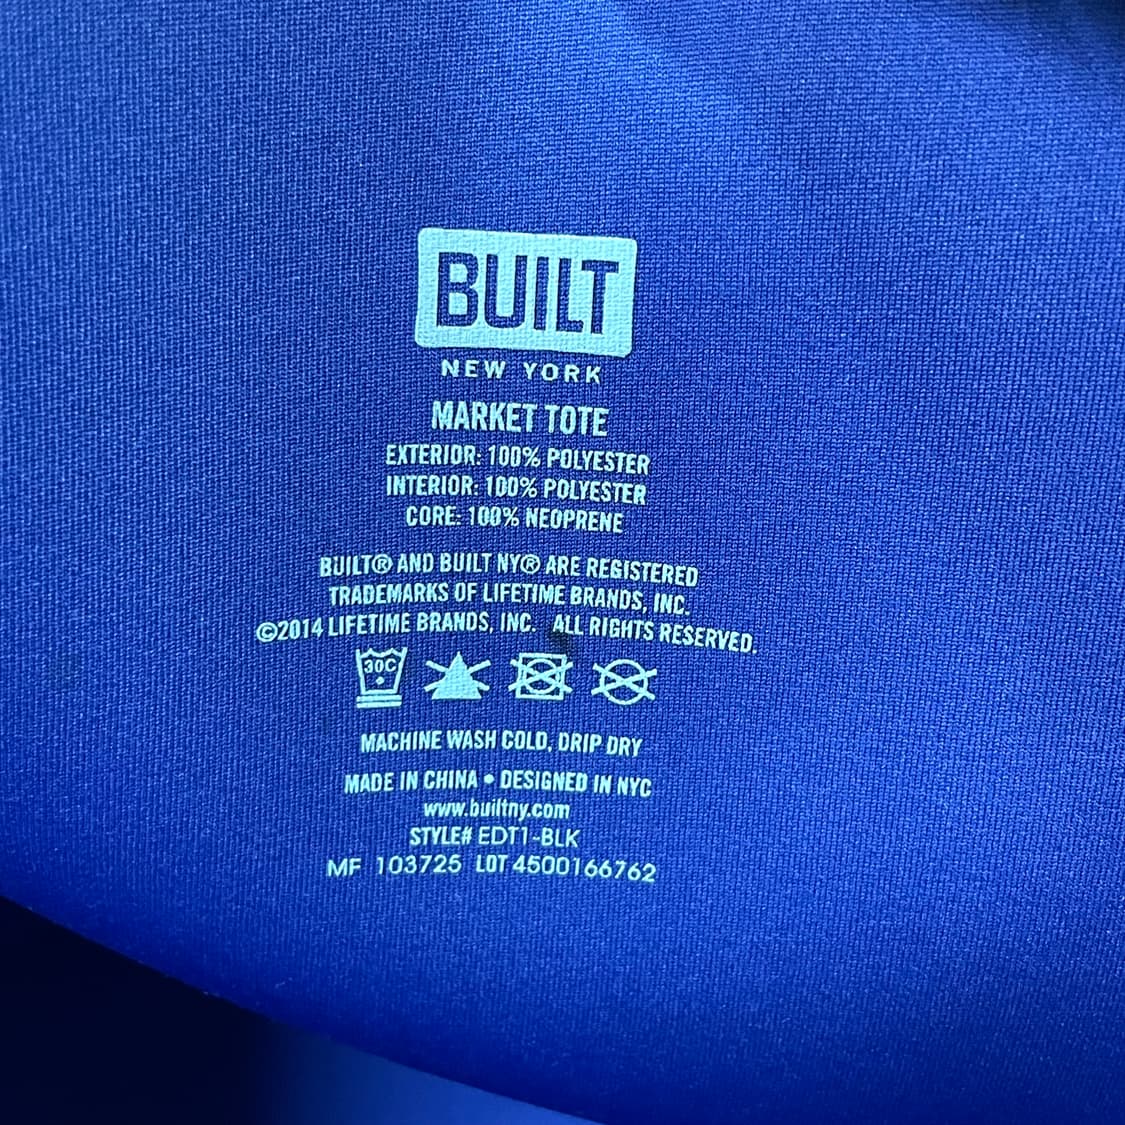 BUILT
NEW YORK
MARKET TOTE
EXTERIOR: 100% POLYESTER
INTERIOR: 100% POLYESTER
CORE: 100% NEOPRENE
BUILT® AND BUILT NY® ARE REGISTERED
TRADEMARKS OF LIFETIME BRANDS, INC.
©2014 LIFETIME BRANDS, INC. ALL RIGHTS RESERVED.
30C
MACHINE WASH COLD, DRIP DRY
MADE IN CHINA • DESIGNED IN NYC
www.builtny.com
STYLE# EDT1-BLK
MF 103725 LOT 4500166762